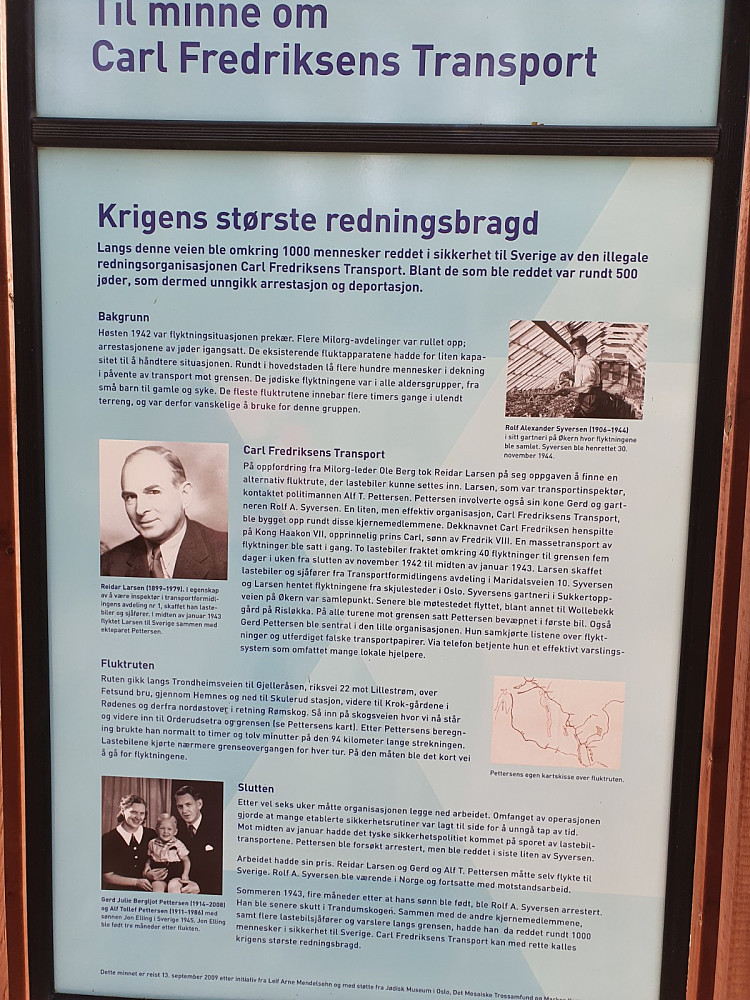 Til minne om
Carl Fredriksens Transport
Krigens største redningsbragd
Langs denne veien ble omkring 1000 mennesker reddet i sikkerhet til Sverige av den illegale
redningsorganisasjonen Carl Fredriksens Transport. Blant de som ble reddet var rundt 500
jøder, som dermed unngikk arrestasjon og deportasjon.
Bakgrunn
Høsten 1942 var flyktningsituasjonen prekær. Flere Milorg-avdelinger var rullet opp;
arrestasjonene av jøder igangsatt. De eksisterende fluktapparatene hadde for liten kapa-
sitet til å håndtere situasjonen. Rundt i hovedstaden lå flere hundre mennesker i dekning
i påvente av transport mot grensen. De jødiske flyktningene var i alle aldersgrupper, fra
små barn til gamle og syke. De fleste fluktrutene innebar flere timers gange i ulendt
terreng, og var derfor vanskelige å bruke for denne gruppen.
Rolf Alexander Syversen (1906–1944)
i sitt gartneri på Økern hvor flyktningene
ble samlet. Syversen ble henrettet 30.
november 1944.
Carl Fredriksens Transport
På oppfordring fra Milorg-leder Ole Berg tok Reidar Larsen på seg oppgaven å finne en
alternativ fluktrute, der lastebiler kunne settes inn. Larsen, som var transportinspektør,
kontaktet politimannen Alf T. Pettersen. Pettersen involverte også sin kone Gerd og gart-
neren Rolf A. Syversen. En liten, men effektiv organisasjon, Carl Fredriksens Transport,
ble bygget opp rundt disse kjernemedlemmene. Dekknavnet Carl Fredriksen henspilte
på Kong Haakon VII, opprinnelig prins Carl, sønn av Fredrik VIII. En massetransport av
flyktninger ble satt i gang. To lastebiler fraktet omkring 40 flyktninger til grensen fem
dager i uken fra slutten av november 1942 til midten av januar 1943. Larsen skaffet
lastebiler og sjåfører fra Transportformidlingens avdeling i Maridalsveien 10. Syversen
og Larsen hentet flyktningene fra skjulesteder i Oslo. Syversens gartneri i Sukkertopp-
veien på Økern var samlepunkt. Senere ble møtestedet flyttet, blant annet til Wollebekk
gård på Risløkka. På alle turene mot grensen satt Pettersen bevæpnet i første bil. Også
Gerd Pettersen ble sentral i den lille organisasjonen. Hun samkjørte listene over flykt-
ninger og utferdiget falske transportpapirer. Via telefon betjente hun et effektivt varslings-
system som omfattet mange lokale hjelpere.
Reidar Larsen (1899–1979). I egenskap
av å være inspektør i transportformidl-
ingens avdeling nr 1, skaffet han laste-
biler og sjåfører. I midten av januar 1943
flyktet Larsen til Sverige sammen med
ekteparet Pettersen.
Fluktruten
Ruten gikk langs Trondheimsveien til Gjelleråsen, riksvei 22 mot Lillestrøm, over
Fetsund bru, gjennom Hemnes og ned til Skulerud stasjon, videre til Krok-gårdene i
Rødenes og derfra nordøstover i retning Rømskog. Så inn på skogsveien hvor vi nå står
og videre inn til Orderudsetra og grensen (se Pettersens kart). Etter Pettersens beregn-
ing brukte han normalt to timer og tolv minutter på den 94 kilometer lange strekningen.
Lastebilene kjørte nærmere grenseovergangen for hver tur. På den måten ble det kort vei
å gå for flyktningene.
Pettersens egen kartskisse over fluktruten.
Slutten
Etter vel seks uker måtte organisasjonen legge ned arbeidet. Omfanget av operasjonen
gjorde at mange etablerte sikkerhetsrutiner var lagt til side for å unngå tap av tid.
Mot midten av januar hadde det tyske sikkerhetspolitiet kommet på sporet av lastebil-
transportene. Pettersen ble forsøkt arrestert, men ble reddet i siste liten av Syversen.
Arbeidet hadde sin pris. Reidar Larsen og Gerd og Alf T. Pettersen måtte selv flykte til
Sverige. Rolf A. Syversen ble værende i Norge og fortsatte med motstandsarbeid.
Sommeren 1943, fire måneder etter at hans sønn ble født, ble Rolf A. Syversen arrestert.
Han ble senere skutt i Trandumskogen. Sammen med de andre kjernemedlemmene,
samt flere lastebilsjåfører og varslere langs grensen, hadde han da reddet rundt 1000
mennesker i sikkerhet til Sverige. Carl Fredriksens Transport kan med rette kalles
krigens største redningsbragd.
Gerd Julie Bergljot Pettersen (1914–2008)
og Alf Tollef Pettersen (1911–1986) med
sønnen Jon Elling i Sverige 1945. Jon Elling
ble født tre måneder etter flukten.
Dette minnet er reist 13. september 2009 etter initiativ fra Leif Arne Mendelsohn og med støtte fra Jødisk Museum i Oslo, Det Mosaiske Trossamfund og